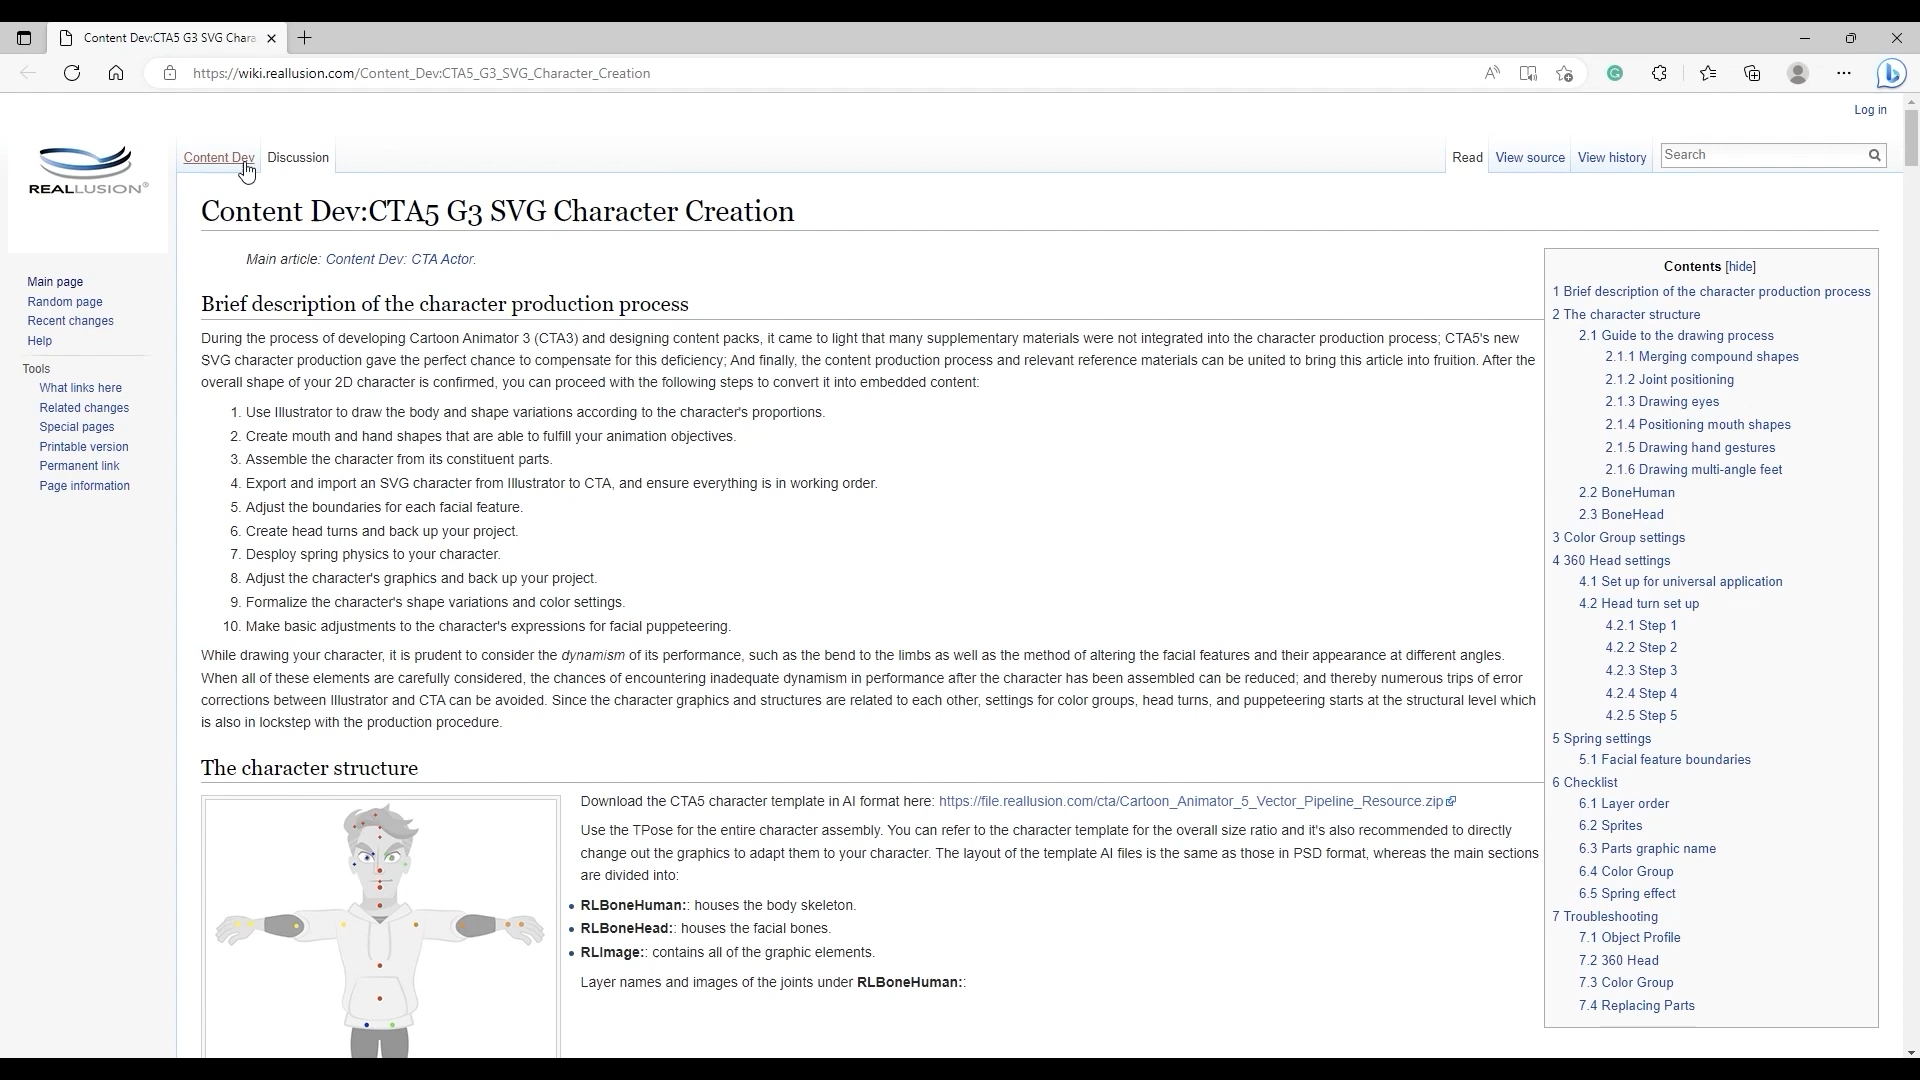 Content Dev:CTA5 G3 SVG Chara
https://wiki.reallusion.com/Content_Dev:CTA5_G3_SVG_Character_Creation
Log in
REALLUSION®
Content Dev
Discussion
Read
View source
View history
Search
Content Dev:CTA5 G3 SVG Character Creation
Main article: Content Dev: CTA Actor.
Main page
Random page
Recent changes
Help
Tools
What links here
Related changes
Special pages
Printable version
Permanent link
Page information
Brief description of the character production process
During the process of developing Cartoon Animator 3 (CTA3) and designing content packs, it came to light that many supplementary materials were not integrated into the character production process; CTA5's new
SVG character production gave the perfect chance to compensate for this deficiency; And finally, the content production process and relevant reference materials can be united to bring this article into fruition. After the
overall shape of your 2D character is confirmed, you can proceed with the following steps to convert it into embedded content:
1. Use Illustrator to draw the body and shape variations according to the character's proportions.
2. Create mouth and hand shapes that are able to fulfill your animation objectives.
3. Assemble the character from its constituent parts.
4. Export and import an SVG character from Illustrator to CTA, and ensure everything is in working order.
5. Adjust the boundaries for each facial feature.
6. Create head turns and back up your project.
7. Desploy spring physics to your character.
8. Adjust the character's graphics and back up your project.
9. Formalize the character's shape variations and color settings.
10. Make basic adjustments to the character's expressions for facial puppeteering.
While drawing your character, it is prudent to consider the dynamism of its performance, such as the bend to the limbs as well as the method of altering the facial features and their appearance at different angles.
When all of these elements are carefully considered, the chances of encountering inadequate dynamism in performance after the character has been assembled can be reduced; and thereby numerous trips of error
corrections between Illustrator and CTA can be avoided. Since the character graphics and structures are related to each other, settings for color groups, head turns, and puppeteering starts at the structural level which
is also in lockstep with the production procedure.
The character structure
Download the CTA5 character template in AI format here: https://file.reallusion.com/cta/Cartoon_Animator_5_Vector_Pipeline_Resource.zip
Use the TPose for the entire character assembly. You can refer to the character template for the overall size ratio and it's also recommended to directly
change out the graphics to adapt them to your character. The layout of the template AI files is the same as those in PSD format, whereas the main sections
are divided into:
• RLBoneHuman:: houses the body skeleton.
• RLBoneHead:: houses the facial bones.
• RLImage:: contains all of the graphic elements.
Layer names and images of the joints under RLBoneHuman::
Contents [hide]
1 Brief description of the character production process
2 The character structure
2.1 Guide to the drawing process
2.1.1 Merging compound shapes
2.1.2 Joint positioning
2.1.3 Drawing eyes
2.1.4 Positioning mouth shapes
2.1.5 Drawing hand gestures
2.1.6 Drawing multi-angle feet
2.2 BoneHuman
2.3 BoneHead
3 Color Group settings
4 360 Head settings
4.1 Set up for universal application
4.2 Head turn set up
4.2.1 Step 1
4.2.2 Step 2
4.2.3 Step 3
4.2.4 Step 4
4.2.5 Step 5
5 Spring settings
5.1 Facial feature boundaries
6 Checklist
6.1 Layer order
6.2 Sprites
6.3 Parts graphic name
6.4 Color Group
6.5 Spring effect
7 Troubleshooting
7.1 Object Profile
7.2 360 Head
7.3 Color Group
7.4 Replacing Parts